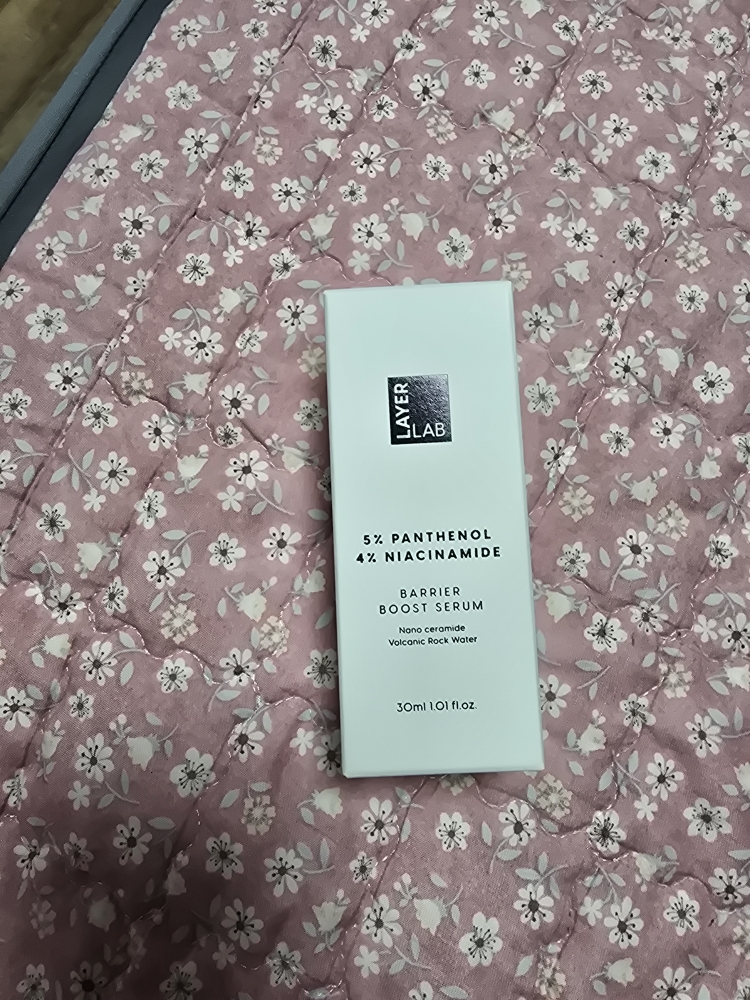 LAYER
LAB
5% PANTHENOL
4% NIACINAMIDE
BARRIER
BOOST SERUM
Nano ceramide
Volcanic Rock Water
30ml 1.01 fl.oz.